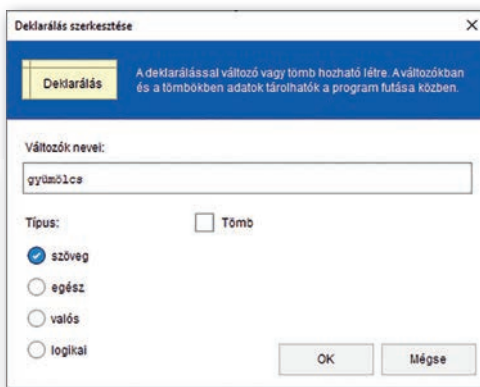 Deklarálás szerkesztése
Deklarálás
A deklarálással változó vagy tömb hozható létre. A változókban
és a tömbökben adatok tárolhatók a program futása közben.
Változók nevei:
gyümölcs
Típus:
Tömb
szöveg
egész
valós
logikai
OK
Mégse